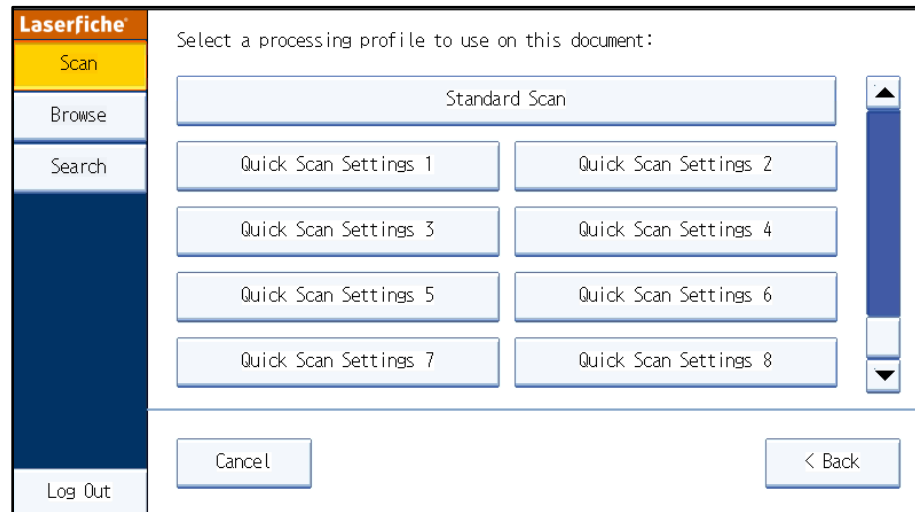 Laserfiche®
Scan
Browse
Search
Log Out
Select a processing profile to use on this document:
Standard Scan
Quick Scan Settings 1
Quick Scan Settings 2
Quick Scan Settings 3
Quick Scan Settings 4
Quick Scan Settings 5
Quick Scan Settings 6
Quick Scan Settings 7
Quick Scan Settings 8
Cancel
< Back